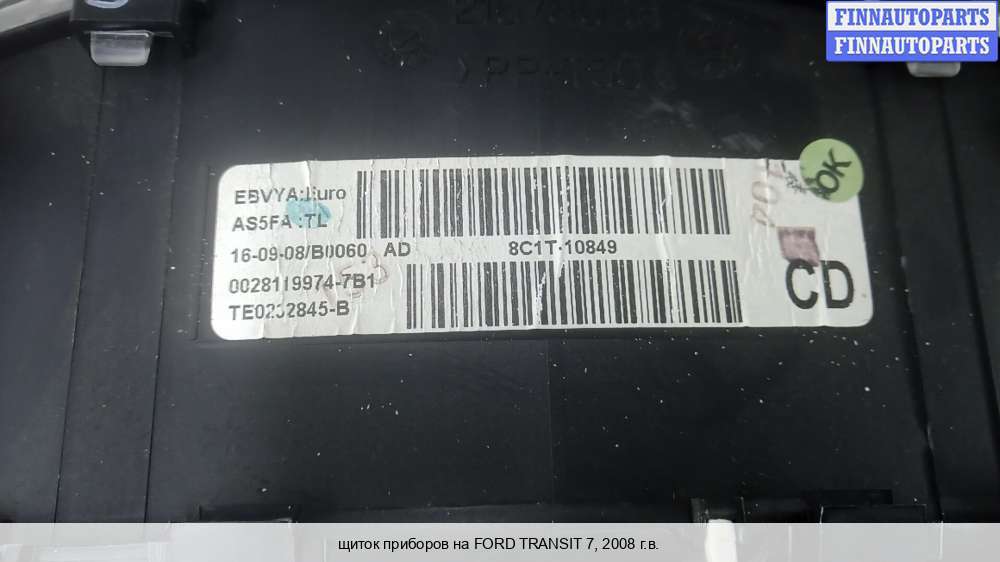 FINNAUTOPARTS
FINNAUTOPARTS
OK
EBVYA:Euro
AS5FA:TL
16-09-08/B0060 AD 8C1T-10849
0028119974-7B1
TE0232845-B
CD
щиток приборов на FORD TRANSIT 7, 2008 г.в.